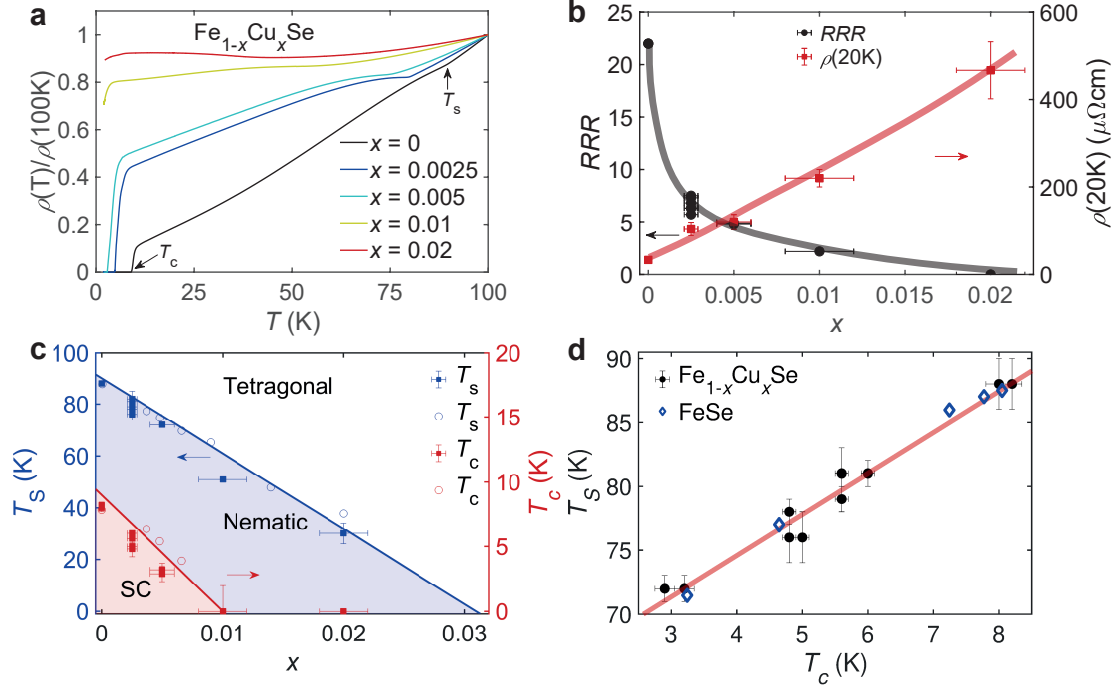 a
Fe1-xCuxSe
1
0.8
0.6
0.4
0.2
0
ρ(T)/ρ(100K)
Ts
Tc
x = 0
x = 0.0025
x = 0.005
x = 0.01
x = 0.02
0
25
50
75
100
T (K)
b
25
20
15
10
5
0
RRR
RRR
ρ(20K)
600
400
200
0
ρ(20K) (μΩcm)
0
0.005
0.01
0.015
0.02
x
c
100
80
60
40
20
0
TS (K)
Tetragonal
Nematic
SC
Ts
Ts
Tc
Tc
20
15
10
5
0
Tc (K)
0
0.01
0.02
0.03
x
d
90
85
80
75
70
TS (K)
Fe1-xCuxSe
FeSe
3
4
5
6
7
8
Tc (K)